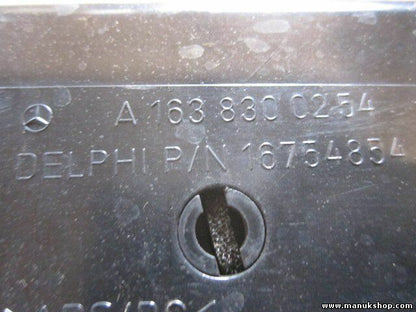 A 163 830 02 54
DELPHI P/N 16754854
www.manukshop.com